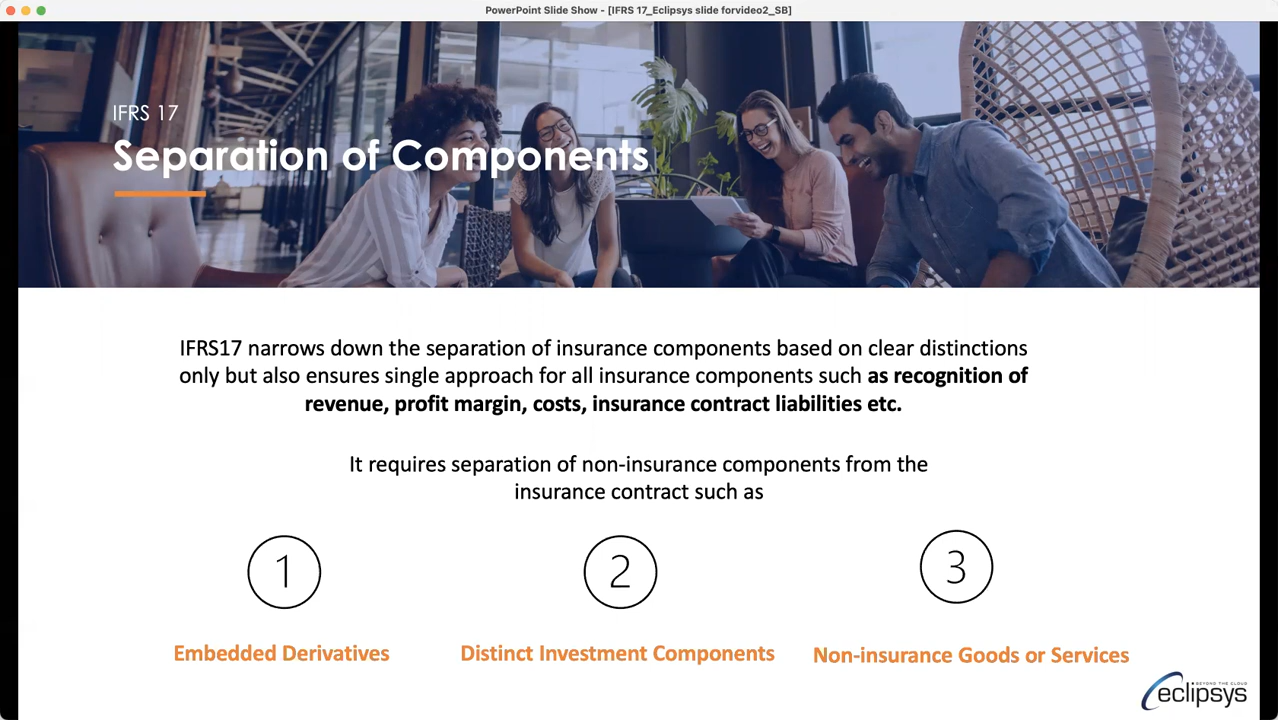 PowerPoint Slide Show - [IFRS 17_Eclipsys slide forvideo2_SB]
IFRS 17
Separation of Components
IFRS17 narrows down the separation of insurance components based on clear distinctions
only but also ensures single approach for all insurance components such as recognition of
revenue, profit margin, costs, insurance contract liabilities etc.
It requires separation of non-insurance components from the
insurance contract such as
1
2
3
Embedded Derivatives
Distinct Investment Components
Non-insurance Goods or Services
BEYOND THE CLOUD
eclipsys